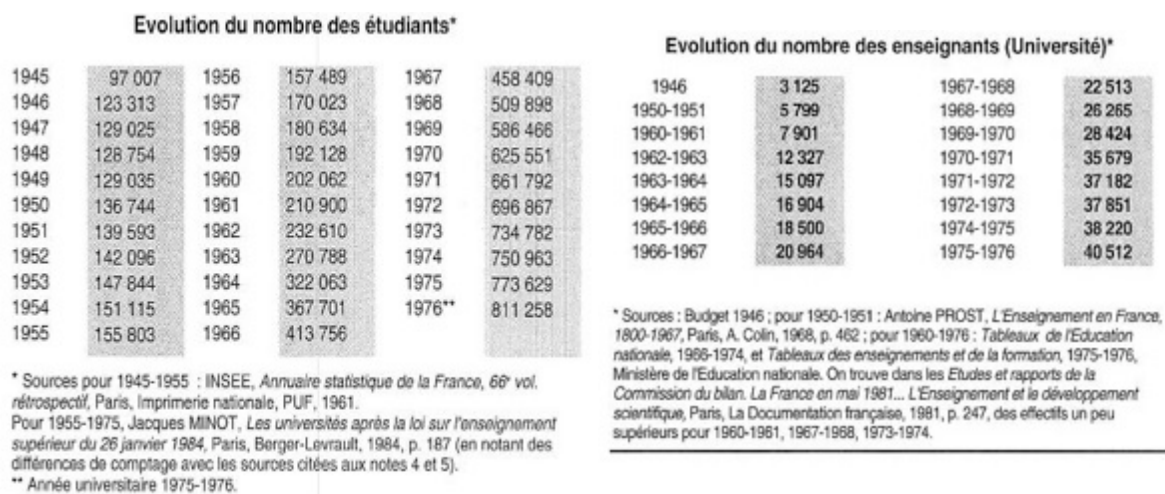 Evolution du nombre des étudiants*
1945 97 007 1956 157 489 1967 458 409
1946 123 313 1957 170 023 1968 509 898
1947 129 025 1958 180 634 1969 586 466
1948 128 754 1959 192 128 1970 625 551
1949 129 035 1960 202 062 1971 661 792
1950 136 744 1961 210 900 1972 696 867
1951 139 593 1962 232 610 1973 734 782
1952 142 096 1963 270 788 1974 750 963
1953 147 844 1964 322 063 1975 773 629
1954 151 115 1965 367 701 1976** 811 258
1955 155 803 1966 413 756
* Sources pour 1945-1955 : INSEE, Annuaire statistique de la France, 66e vol.
rétrospectif, Paris, Imprimerie nationale, PUF, 1961.
Pour 1955-1975, Jacques MINOT, Les universités après la loi sur l'enseignement
supérieur du 26 janvier 1984, Paris, Berger-Levrault, 1984, p. 187 (en notant des
différences de comptage avec les sources citées aux notes 4 et 5).
** Année universitaire 1975-1976.
Evolution du nombre des enseignants (Université)*
1946 3 125 1967-1968 22 513
1950-1951 5 799 1968-1969 26 265
1960-1961 7 901 1969-1970 28 424
1962-1963 12 327 1970-1971 35 679
1963-1964 15 097 1971-1972 37 182
1964-1965 16 904 1972-1973 37 851
1965-1966 18 500 1974-1975 38 220
1966-1967 20 964 1975-1976 40 512
* Sources : Budget 1946 ; pour 1950-1951 : Antoine PROST, L'Enseignement en France,
1800-1967, Paris, A. Colin, 1968, p. 462 ; pour 1960-1976 : Tableaux de l'Education
nationale, 1966-1974, et Tableaux des enseignements et de la formation, 1975-1976,
Ministère de l'Education nationale. On trouve dans les Etudes et rapports de la
Commission du bilan. La France en mai 1981... L'Enseignement et le développement
scientifique, Paris, La Documentation française, 1981, p. 247, des effectifs un peu
supérieurs pour 1960-1961, 1967-1968, 1973-1974.